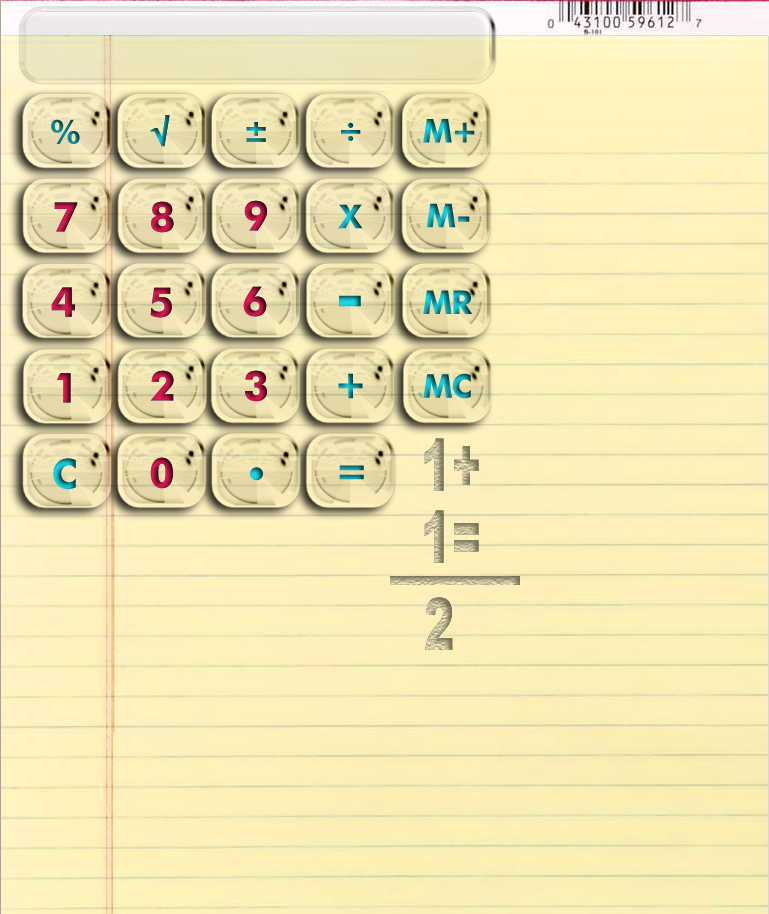 0 43100 59612 7
% √ ± ÷ M+
7 8 9 X M-
4 5 6 - MR
1 2 3 + MC
C 0 • =
1+
1=
2